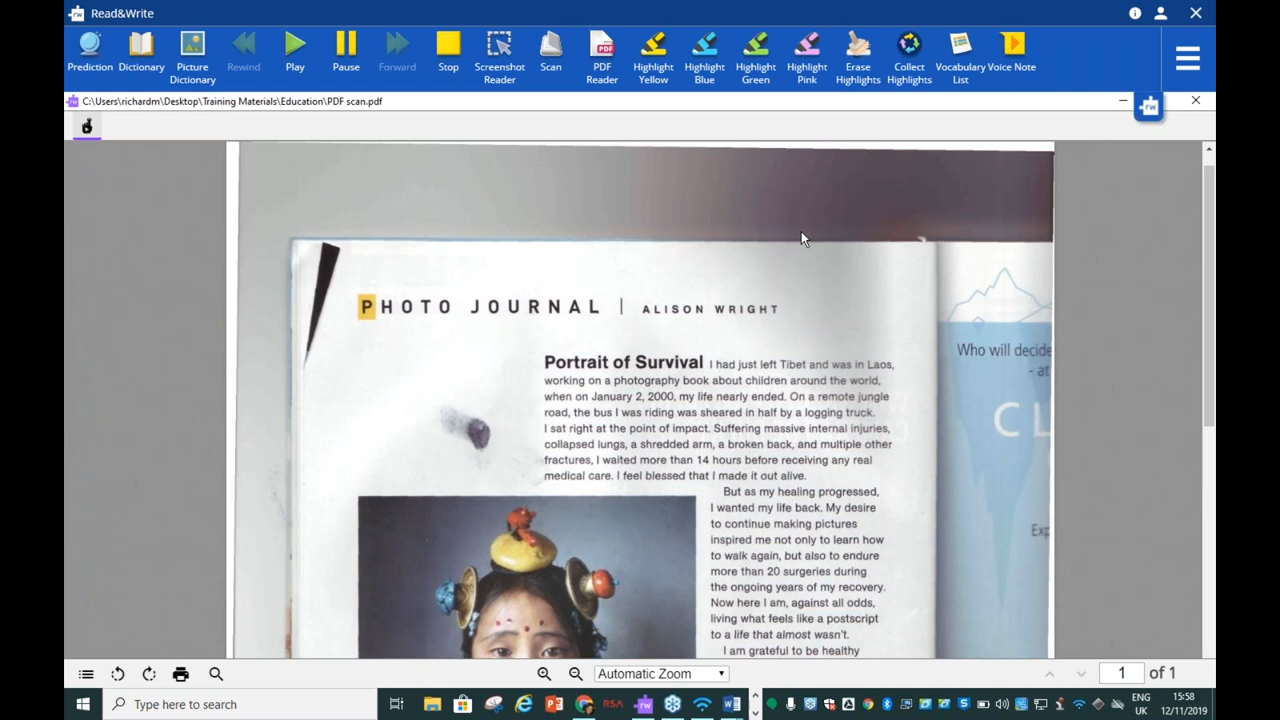 Read&Write
Prediction
Dictionary
Picture Dictionary
Rewind
Play
Pause
Forward
Stop
Screenshot Reader
Scan
PDF Reader
Highlight Yellow
Highlight Blue
Highlight Green
Highlight Pink
Erase Highlights
Collect Highlights
Vocabulary List
Voice Note
C:\Users\richardm\Desktop\Training Materials\Education\PDF scan.pdf
PHOTO JOURNAL | ALISON WRIGHT
Portrait of Survival I had just left Tibet and was in Laos,
working on a photography book about children around the world,
when on January 2, 2000, my life nearly ended. On a remote jungle
road, the bus I was riding was sheared in half by a logging truck.
I sat right at the point of impact. Suffering massive internal injuries,
collapsed lungs, a shredded arm, a broken back, and multiple other
fractures, I waited more than 14 hours before receiving any real
medical care. I feel blessed that I made it out alive.
But as my healing progressed,
I wanted my life back. My desire
to continue making pictures
inspired me not only to learn how
to walk again, but also to endure
more than 20 surgeries during
the ongoing years of my recovery.
Now here I am, against all odds,
living what feels like a postscript
to a life that almost wasn't.
I am grateful to be healthy
Who will decide
- at
CL
Exp
Automatic Zoom
1 of 1
Type here to search
RSA
ENG
UK
15:58
12/11/2019